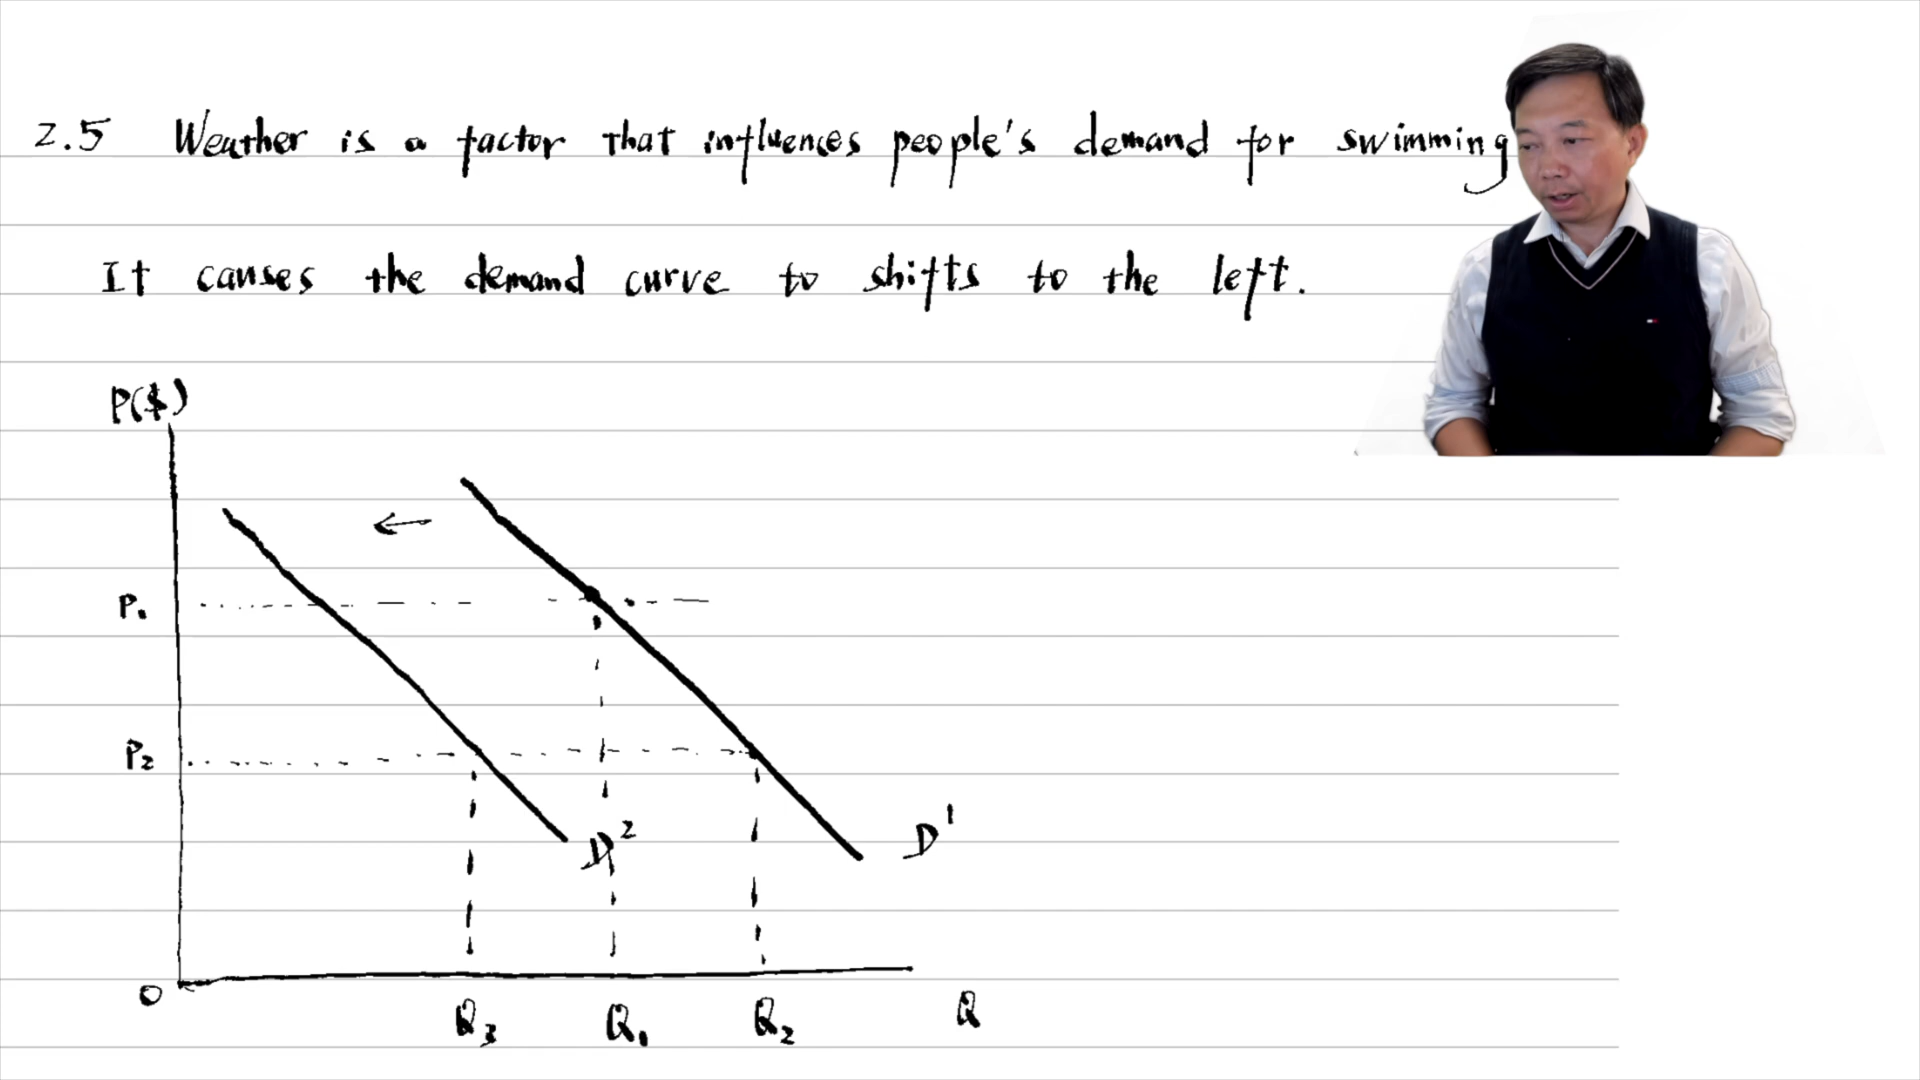 2.5 Weather is a factor that influences people's demand for swimming
It causes the demand curve to shifts to the left.
P($)
P₁
P₂
D²
D¹
O
Q₃ Q₁ Q₂ Q